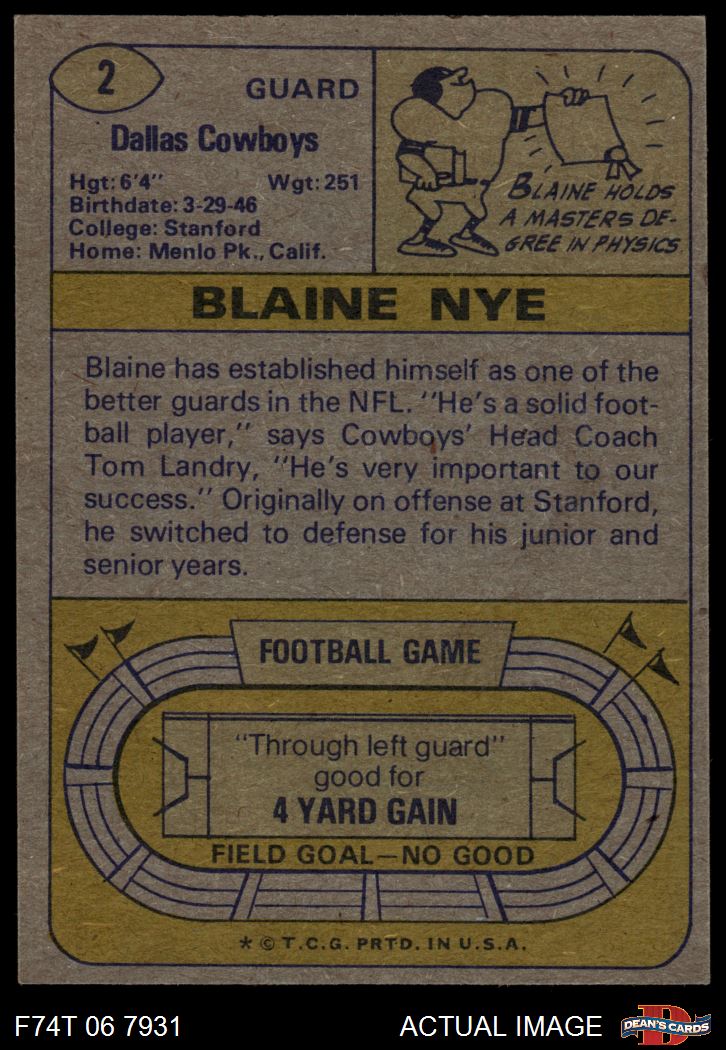 2
GUARD
Dallas Cowboys
Hgt: 6'4" Wgt: 251
Birthdate: 3-29-46
College: Stanford
Home: Menlo Pk., Calif.
BLAINE HOLDS
A MASTERS DE-
GREE IN PHYSICS.
BLAINE NYE
Blaine has established himself as one of the
better guards in the NFL. "He's a solid foot-
ball player," says Cowboys' Head Coach
Tom Landry, "He's very important to our
success." Originally on offense at Stanford,
he switched to defense for his junior and
senior years.
FOOTBALL GAME
"Through left guard"
good for
4 YARD GAIN
FIELD GOAL—NO GOOD
* © T.C.G. PRTD. IN U.S.A.
F74T 06 7931
ACTUAL IMAGE
D
DEAN'S CARDS